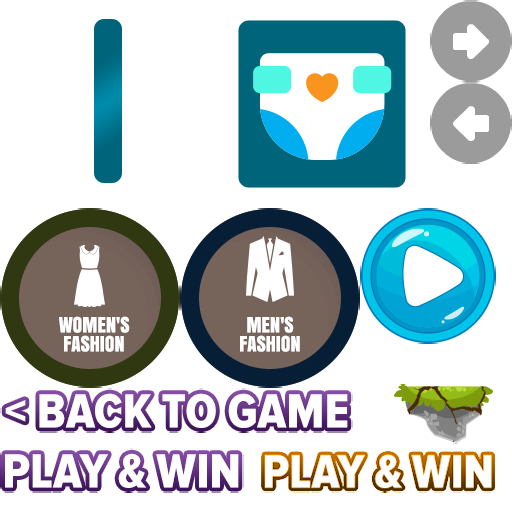 WOMEN'S
FASHION
MEN'S
FASHION
< BACK TO GAME
PLAY & WIN
PLAY & WIN